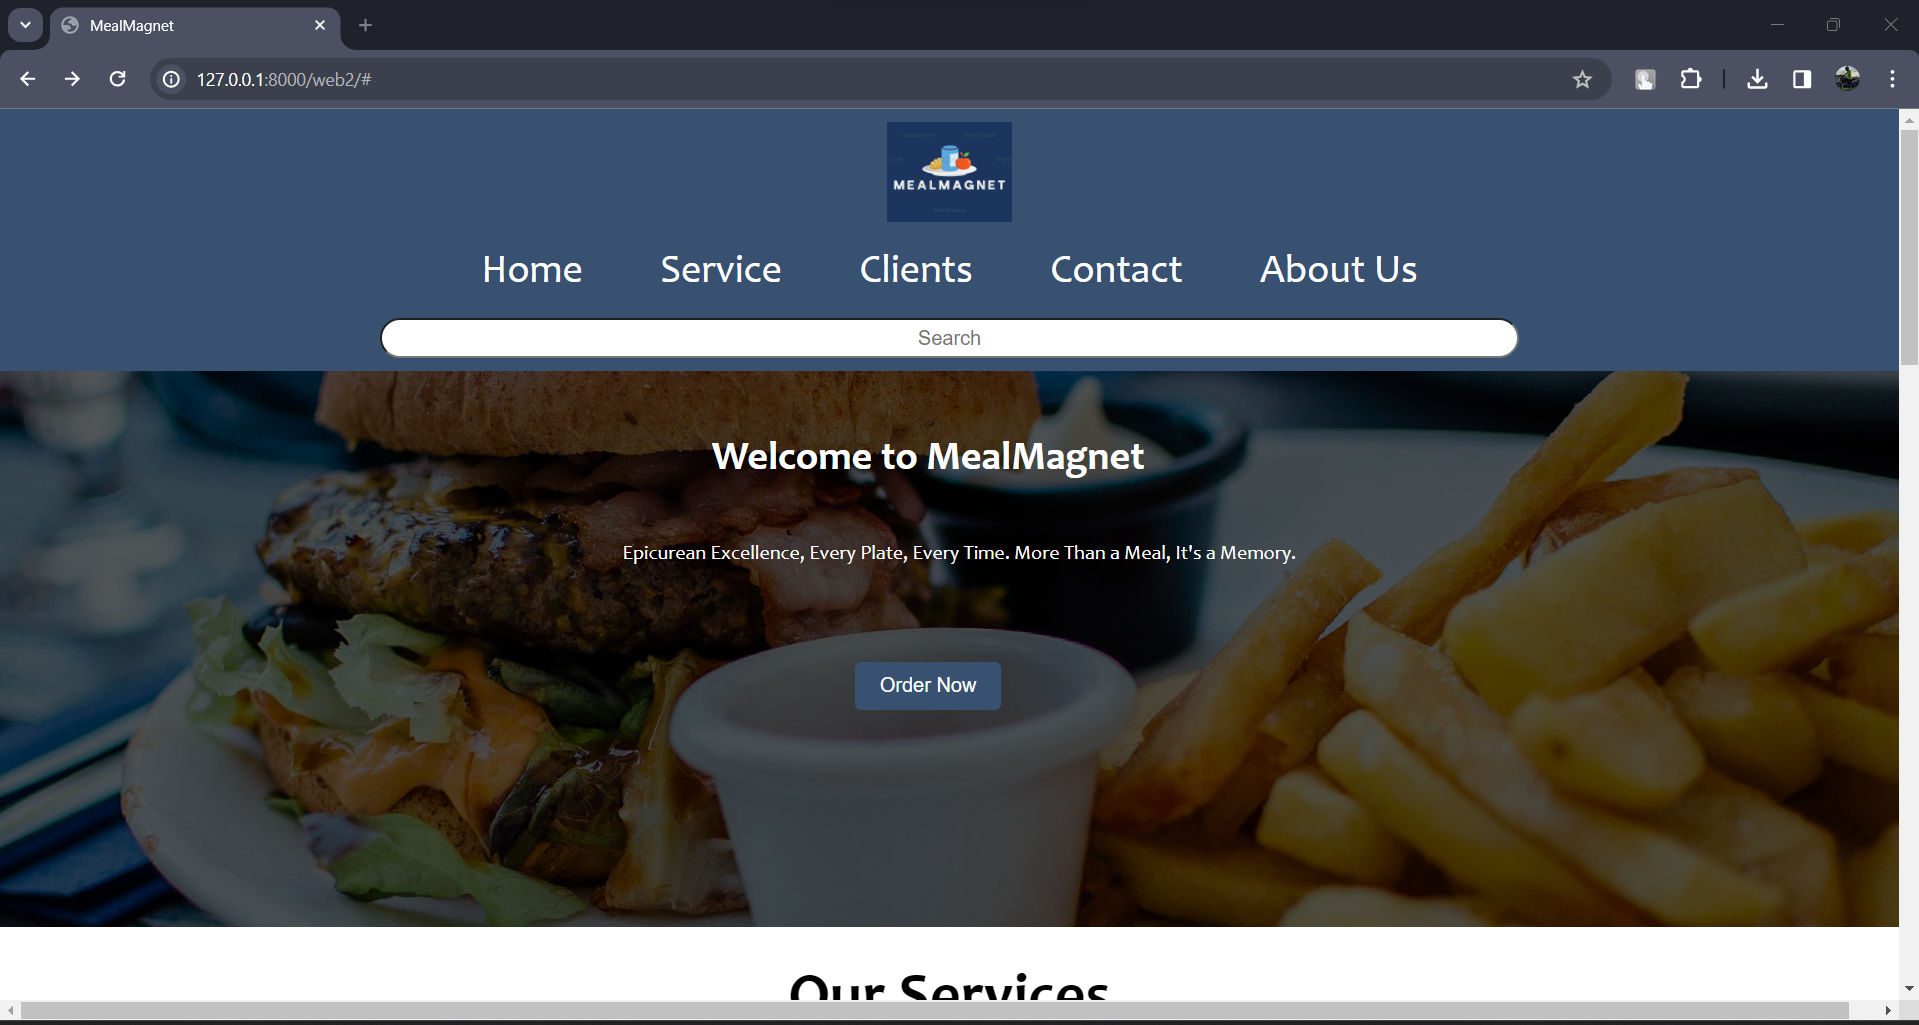 MealMagnet
127.0.0.1:8000/web2/#
MEALMAGNET
Home Service Clients Contact About Us
Search
Welcome to MealMagnet
Epicurean Excellence, Every Plate, Every Time. More Than a Meal, It's a Memory.
Order Now
Our Services